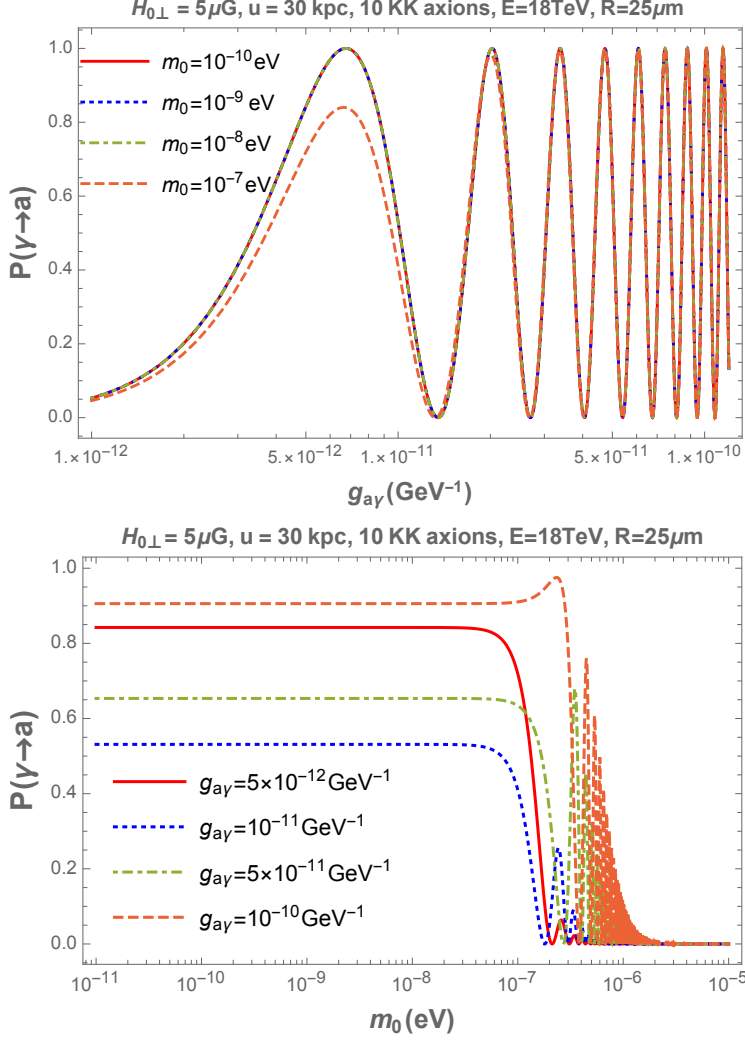 H₀⊥ = 5μG, u = 30 kpc, 10 KK axions, E=18TeV, R=25μm
m₀=10⁻¹⁰eV
m₀=10⁻⁹ eV
m₀=10⁻⁸eV
m₀=10⁻⁷eV
P(γ→a)
1.0
0.8
0.6
0.4
0.2
0.0
1.×10⁻¹² 5.×10⁻¹² 1.×10⁻¹¹ 5.×10⁻¹¹ 1.×10⁻¹⁰
gₐᵧ(GeV⁻¹)
H₀⊥ = 5μG, u = 30 kpc, 10 KK axions, E=18TeV, R=25μm
P(γ→a)
1.0
0.8
0.6
0.4
0.2
0.0
gₐᵧ=5×10⁻¹²GeV⁻¹
gₐᵧ=10⁻¹¹GeV⁻¹
gₐᵧ=5×10⁻¹¹GeV⁻¹
gₐᵧ=10⁻¹⁰GeV⁻¹
10⁻¹¹ 10⁻¹⁰ 10⁻⁹ 10⁻⁸ 10⁻⁷ 10⁻⁶ 10⁻⁵
m₀(eV)